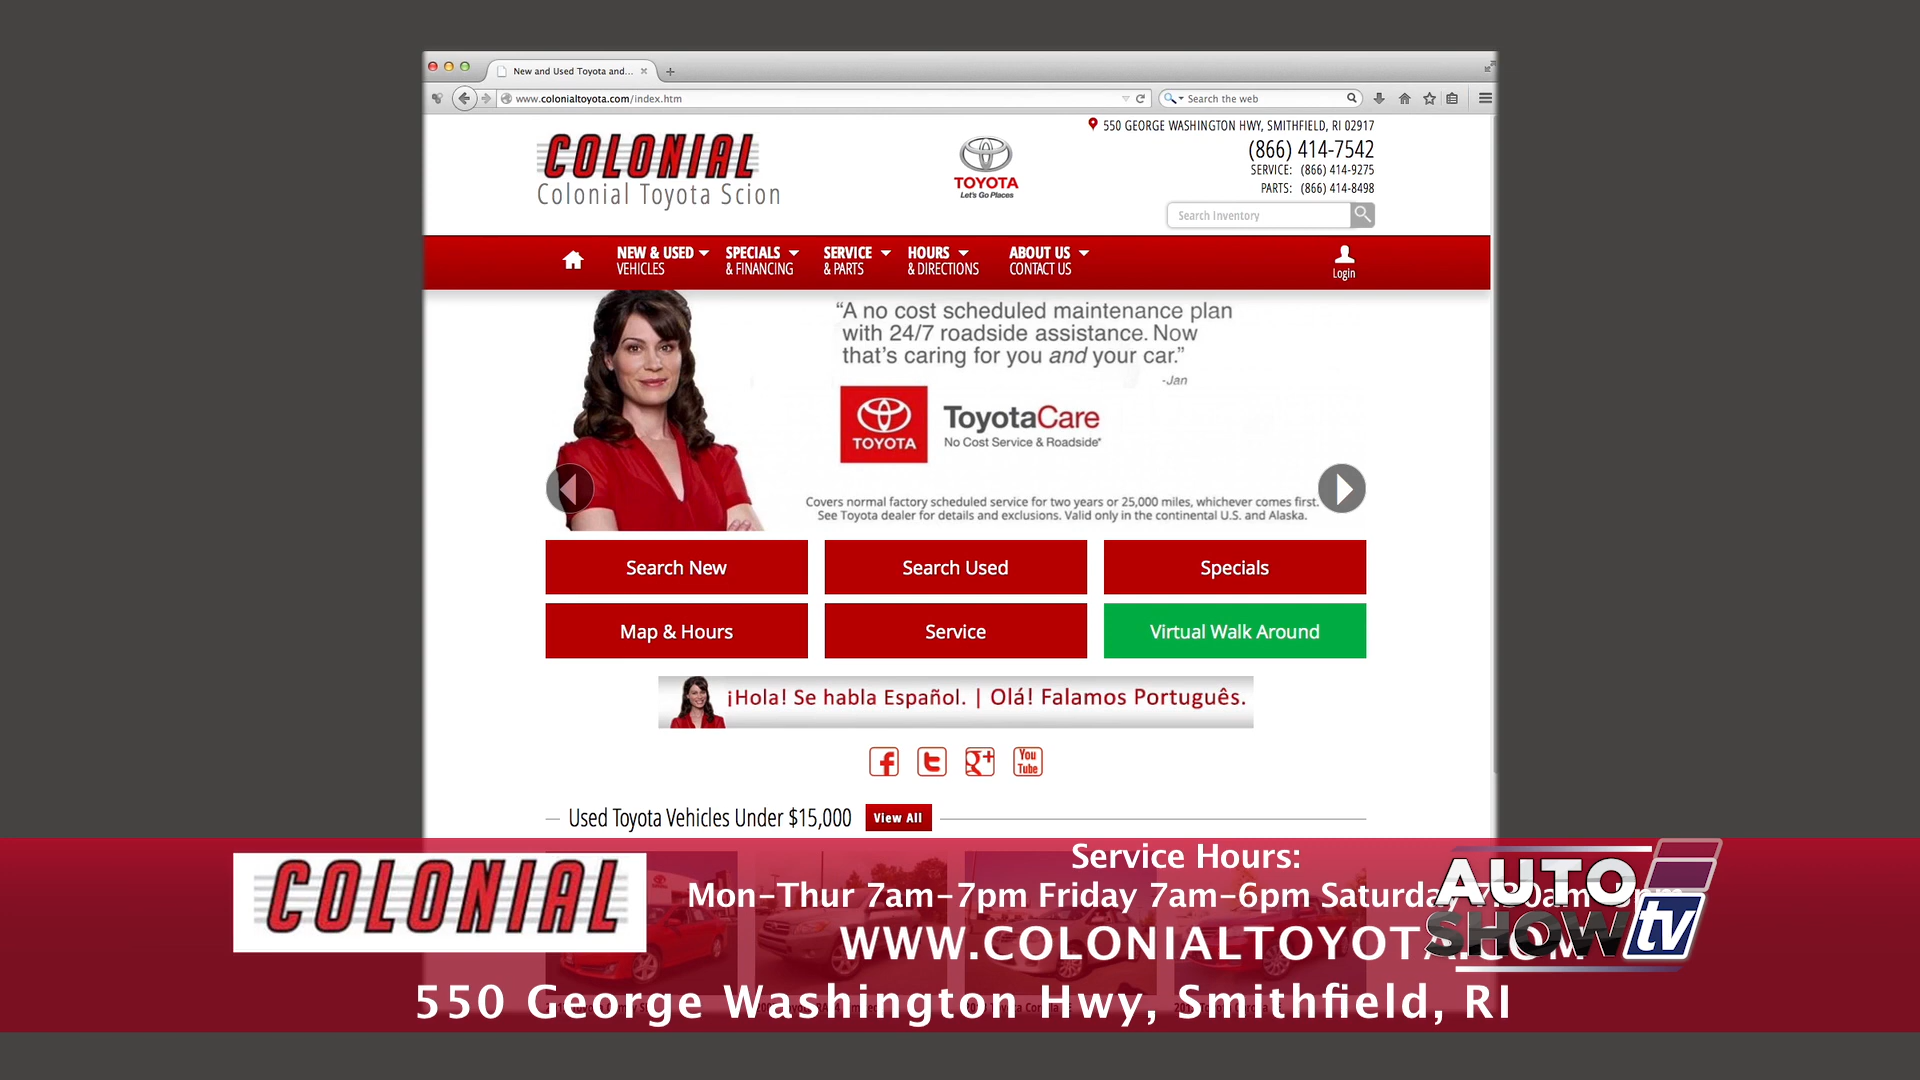 New and Used Toyota and...
www.colonialtoyota.com/index.htm
Search the web
COLONIAL
Colonial Toyota Scion
TOYOTA
Let's Go Places
550 GEORGE WASHINGTON HWY, SMITHFIELD, RI 02917
(866) 414-7542
SERVICE: (866) 414-9275
PARTS: (866) 414-8498
Search Inventory
NEW & USED
VEHICLES
SPECIALS
& FINANCING
SERVICE
& PARTS
HOURS
& DIRECTIONS
ABOUT US
CONTACT US
Login
“A no cost scheduled maintenance plan
with 24/7 roadside assistance. Now
that’s caring for you and your car.”
-Jan
TOYOTA
ToyotaCare
No Cost Service & Roadside*
Covers normal factory scheduled service for two years or 25,000 miles, whichever comes first.
See Toyota dealer for details and exclusions. Valid only in the continental U.S. and Alaska.
Search New
Search Used
Specials
Map & Hours
Service
Virtual Walk Around
¡Hola! Se habla Español. | Olá! Falamos Português.
You
Tube
Used Toyota Vehicles Under $15,000
View All
COLONIAL
Service Hours:
Mon-Thur 7am-7pm Friday 7am-6pm Saturday
WWW.COLONIALTOYOTA.COM
550 George Washington Hwy, Smithfield, RI
AUTO
SHOW tv